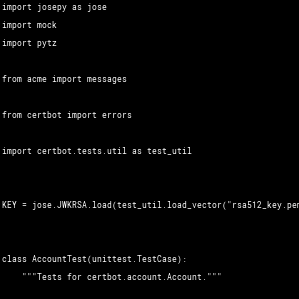 import josepy as jose
import mock
import pytz
from acme import messages
from certbot import errors
import certbot.tests.util as test_util
KEY = jose.JWKRSA.load(test_util.load_vector("rsa512_key.pem
class AccountTest(unittest.TestCase):
"""Tests for certbot.account.Account."""